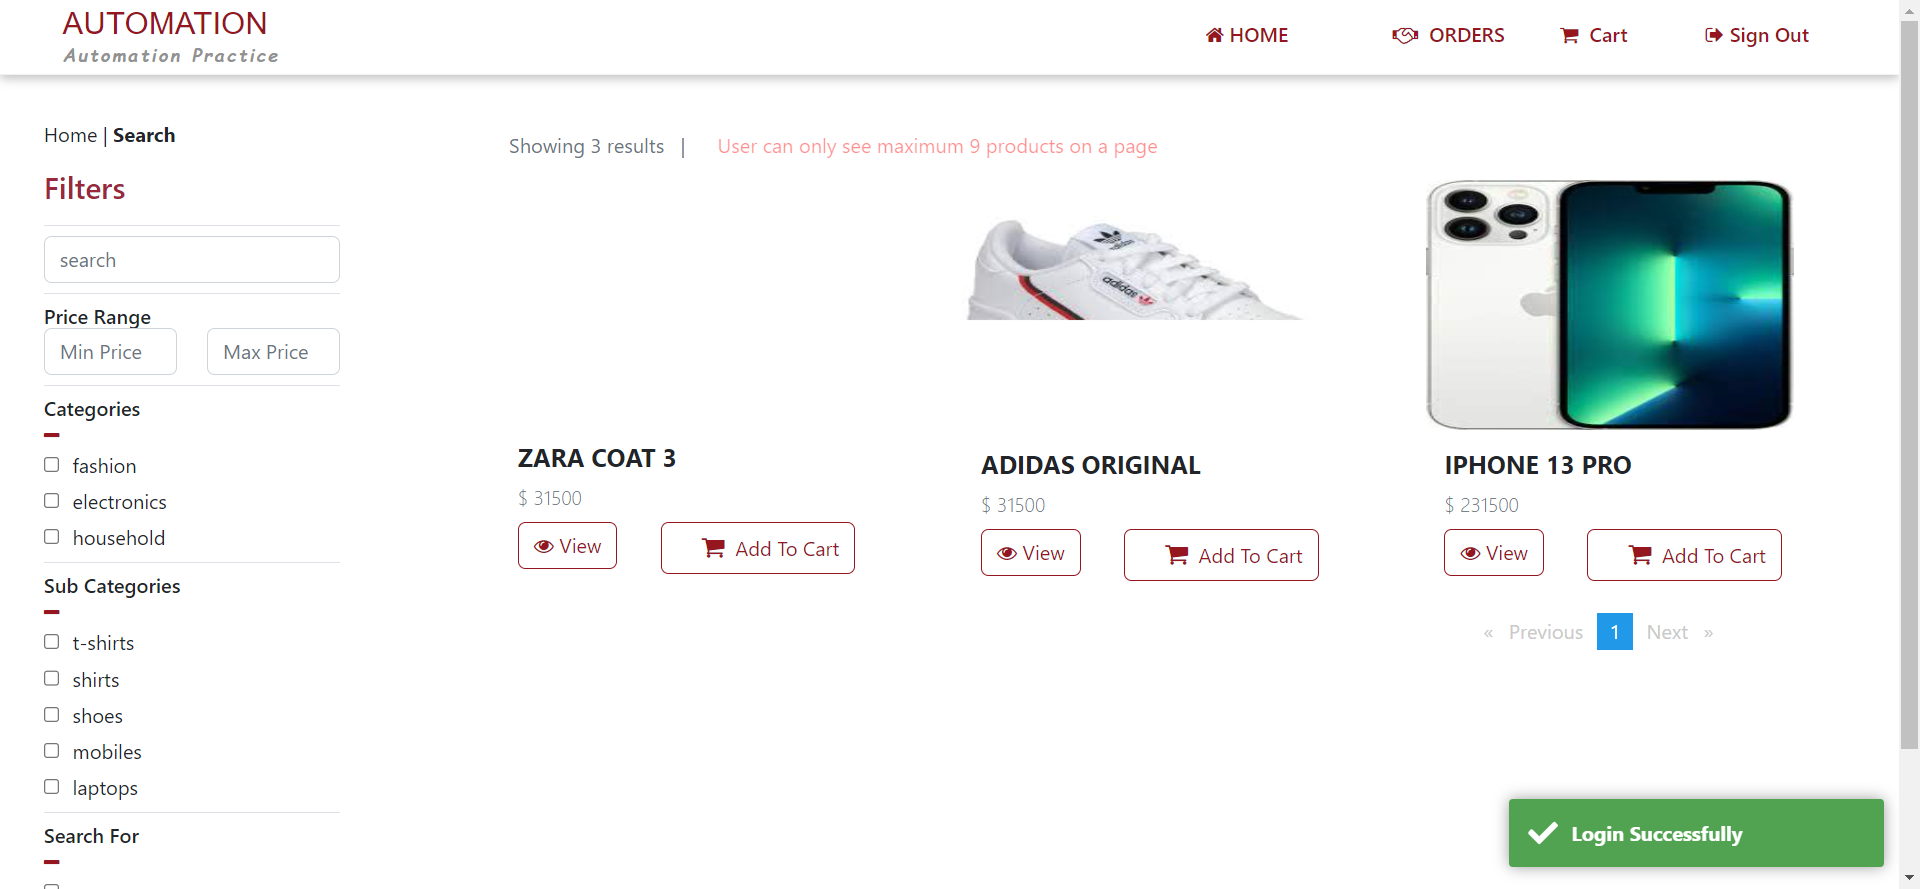 AUTOMATION
Automation Practice
HOME
ORDERS
Cart
Sign Out
Home | Search
Filters
search
Price Range
Min Price
Max Price
Categories
fashion
electronics
household
Sub Categories
t-shirts
shirts
shoes
mobiles
laptops
Search For
Showing 3 results |
User can only see maximum 9 products on a page
ZARA COAT 3
$ 31500
View
Add To Cart
adidas
adidas
ADIDAS ORIGINAL
$ 31500
View
Add To Cart
IPHONE 13 PRO
$ 231500
View
Add To Cart
« Previous 1 Next »
Login Successfully